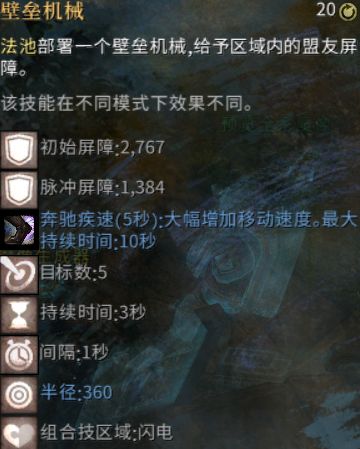 壁垒机械 20
法池部署一个壁垒机械,给予区域内的盟友屏
障。
该技能在不同模式下效果不同。
初始屏障:2,767
脉冲屏障:1,384
奔驰疾速(5秒):大幅增加移动速度。最大
持续时间:10秒
目标数:5
持续时间:3秒
间隔:1秒
半径:360
组合技区域:闪电